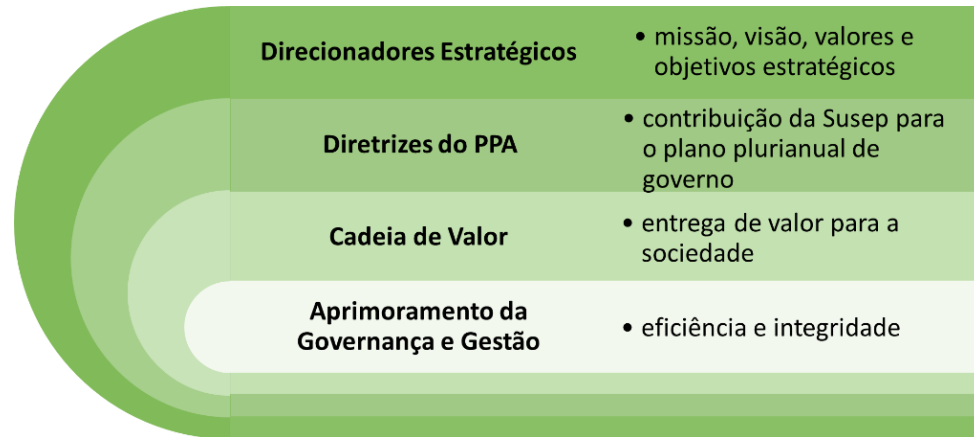 Direcionadores Estratégicos
• missão, visão, valores e
objetivos estratégicos
Diretrizes do PPA
• contribuição da Susep para
o plano plurianual de
governo
Cadeia de Valor
• entrega de valor para a
sociedade
Aprimoramento da
Governança e Gestão
• eficiência e integridade